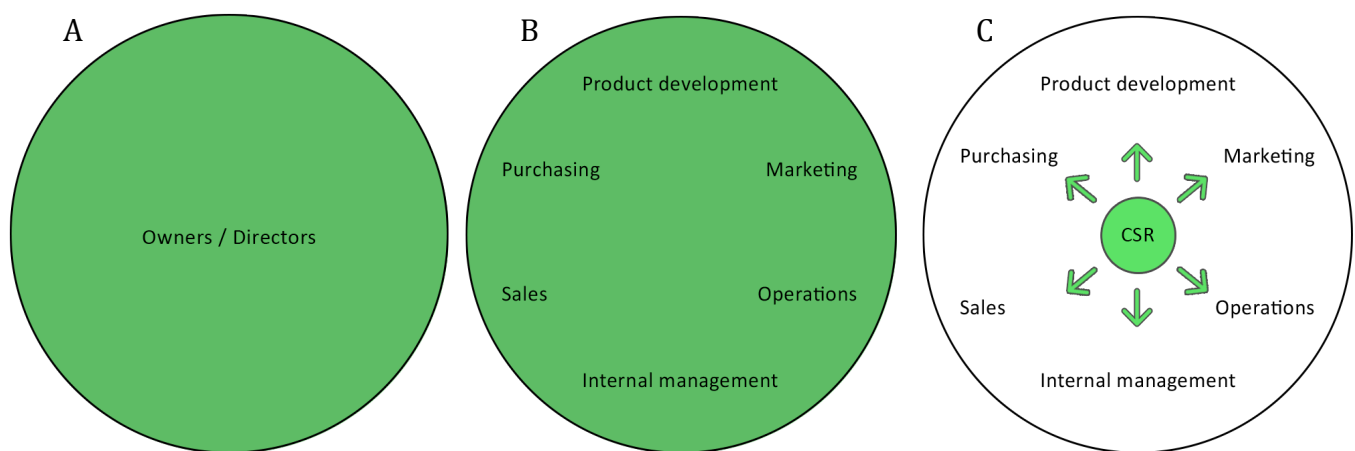 A
Owners / Directors
B
Product development
Purchasing
Marketing
Sales
Operations
Internal management
C
Product development
Purchasing
Marketing
CSR
Sales
Operations
Internal management